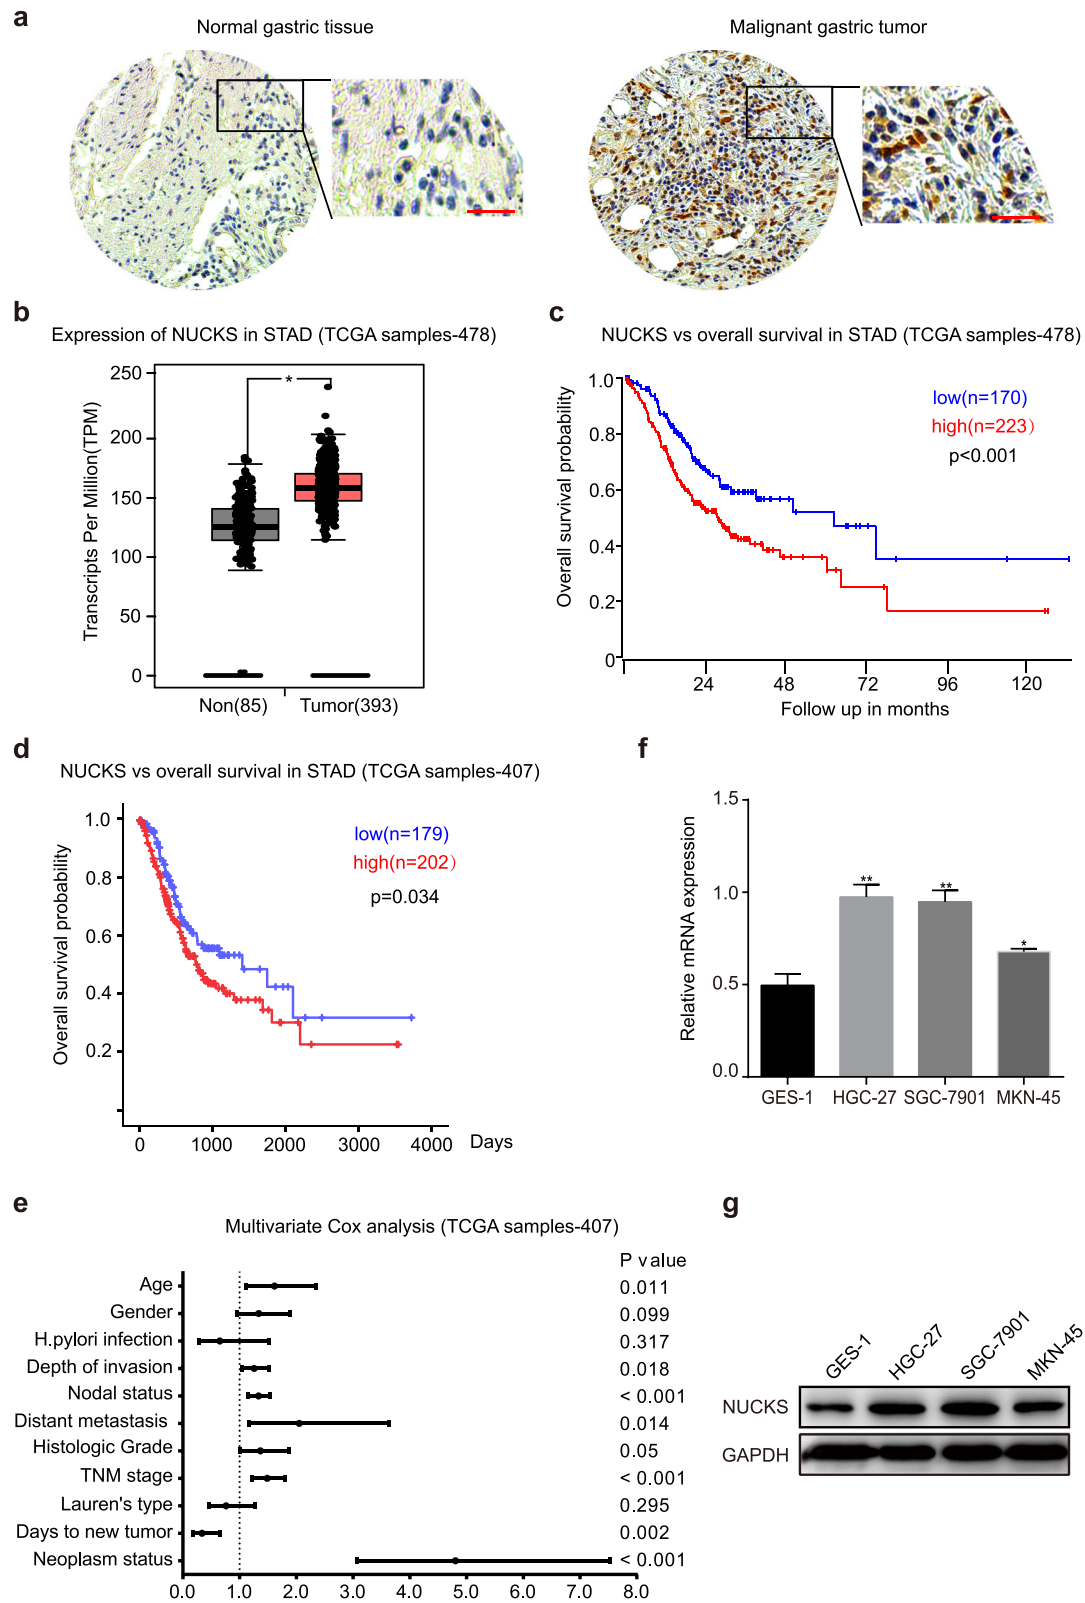 a
Normal gastric tissue
Malignant gastric tumor
b
Expression of NUCKS in STAD (TCGA samples-478)
Transcripts Per Million(TPM)
250
200
150
100
50
0
*
Non(85)
Tumor(393)
c
NUCKS vs overall survival in STAD (TCGA samples-478)
Overall survival probability
1.0
0.8
0.6
0.4
0.2
0
low(n=170)
high(n=223)
p<0.001
24 48 72 96 120
Follow up in months
d
NUCKS vs overall survival in STAD (TCGA samples-407)
Overall survival probability
1.0
0.8
0.6
0.4
0.2
low(n=179)
high(n=202)
p=0.034
0 1000 2000 3000 4000 Days
f
Relative mRNA expression
1.5
1.0
0.5
0.0
**
**
*
GES-1 HGC-27 SGC-7901 MKN-45
e
Multivariate Cox analysis (TCGA samples-407)
P value
Age 0.011
Gender 0.099
H.pylori infection 0.317
Depth of invasion 0.018
Nodal status < 0.001
Distant metastasis 0.014
Histologic Grade 0.05
TNM stage < 0.001
Lauren's type 0.295
Days to new tumor 0.002
Neoplasm status < 0.001
0.0 1.0 2.0 3.0 4.0 5.0 6.0 7.0 8.0
g
GES-1 HGC-27 SGC-7901 MKN-45
NUCKS
GAPDH